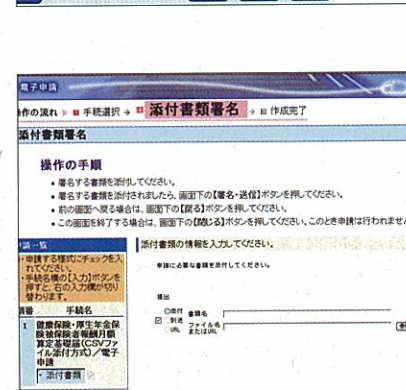 電子申請
作の流れ » 手続選択 → 添付書類署名 → 作成完了
添付書類署名
操作の手順
・署名する書類を添付してください。
・署名する書類を添付されましたら、画面下の【署名・送信】ボタンを押してください。
・前の画面へ戻る場合は、画面下の【戻る】ボタンを押してください。
・この画面を終了する場合は、画面下の【閉じる】ボタンを押してください。このとき申請は行われませ
請一覧
・申請する様式にチェックを入れてください。
・手続名欄の【入力】ボタンを押すと、右の入力欄が切り替わります。
手続名
1 健康保険・厚生年金保
険被保険者報酬月額
算定基礎届(CSVファ
イル添付方式)/電子
申請
・添付書類
添付書類の情報を入力してください。
申請に必要な書類を添付してください。
提出
添付 書類名
別送 ファイル名
URL またはURL